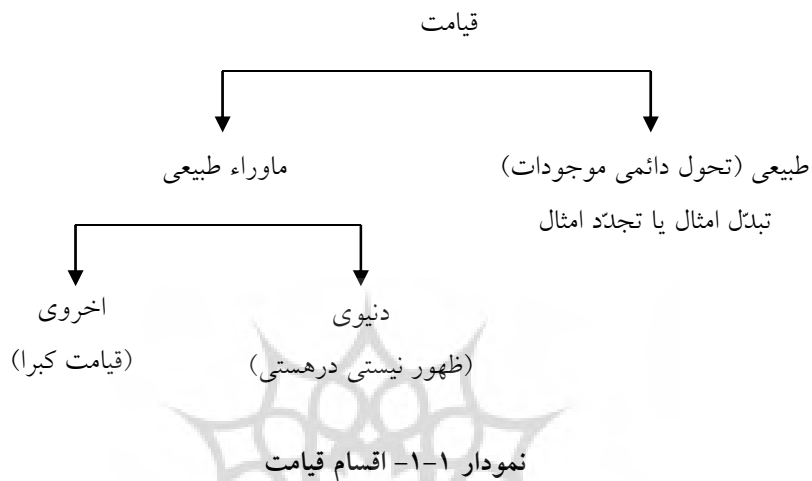 قیامت
طبیعی (تحول دائمی موجودات)
تبدّل امثال یا تجدّد امثال
ماوراء طبیعی
دنیوی
(ظهور نیستی درهستی)
اخروی
(قیامت کبرا)
نمودار ۱-۱- اقسام قیامت